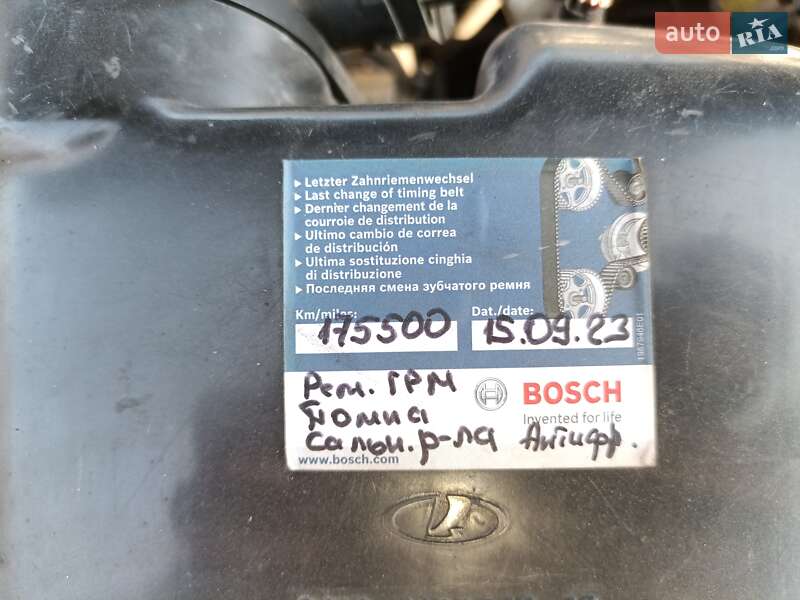 auto RIA
▸ Letzter Zahnriemenwechsel
▸ Last change of timing belt
▸ Dernier changement de la
courroie de distribution
▸ Ultimo cambio de correa
de distribución
▸ Ultima sostituzione cinghia
di distribuzione
▸ Последняя смена зубчатого ремня
Km/miles: Dat./date:
175500 15.09.23
1987946E01
Рем. ГРМ
Помпа
Сальн. р-ла Антифр.
BOSCH
Invented for life
www.bosch.com